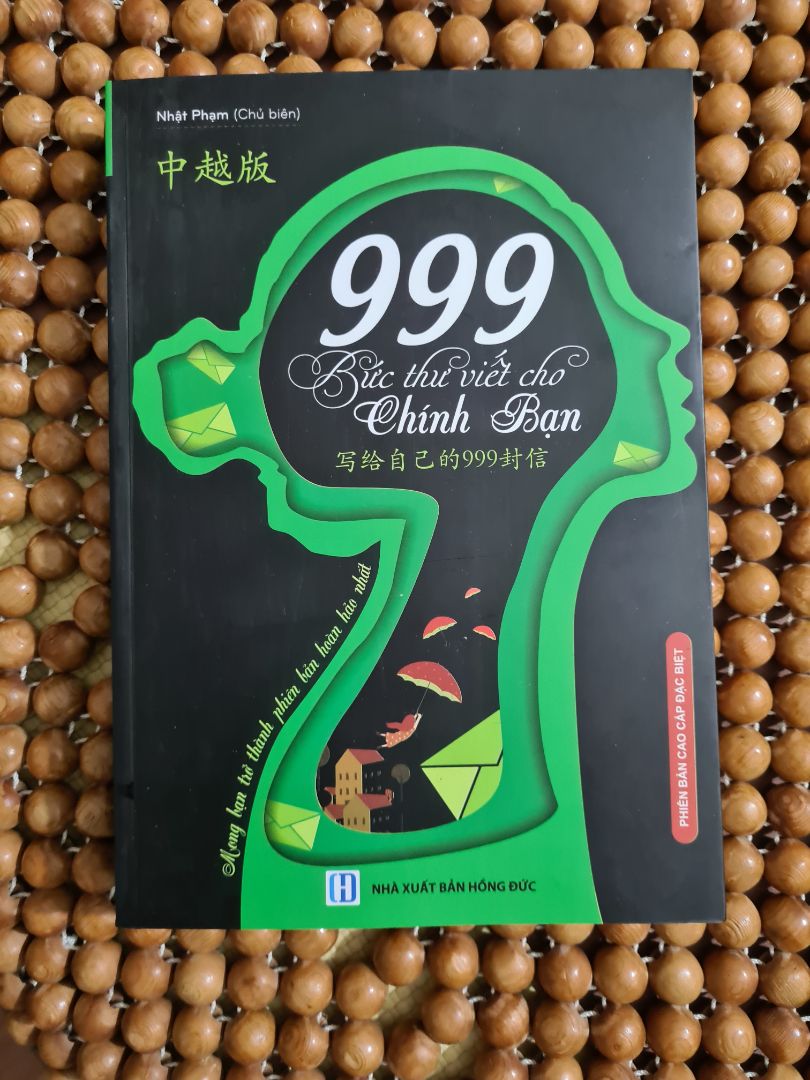 Nhật Phạm (Chủ biên)
中越版
999
Bức thư viết cho
Chính Bạn
写给自己的999封信
Mong bạn trở thành phiên bản hoàn hảo nhất
PHIÊN BẢN CAO CẤP ĐẶC BIỆT
NHÀ XUẤT BẢN HỒNG ĐỨC